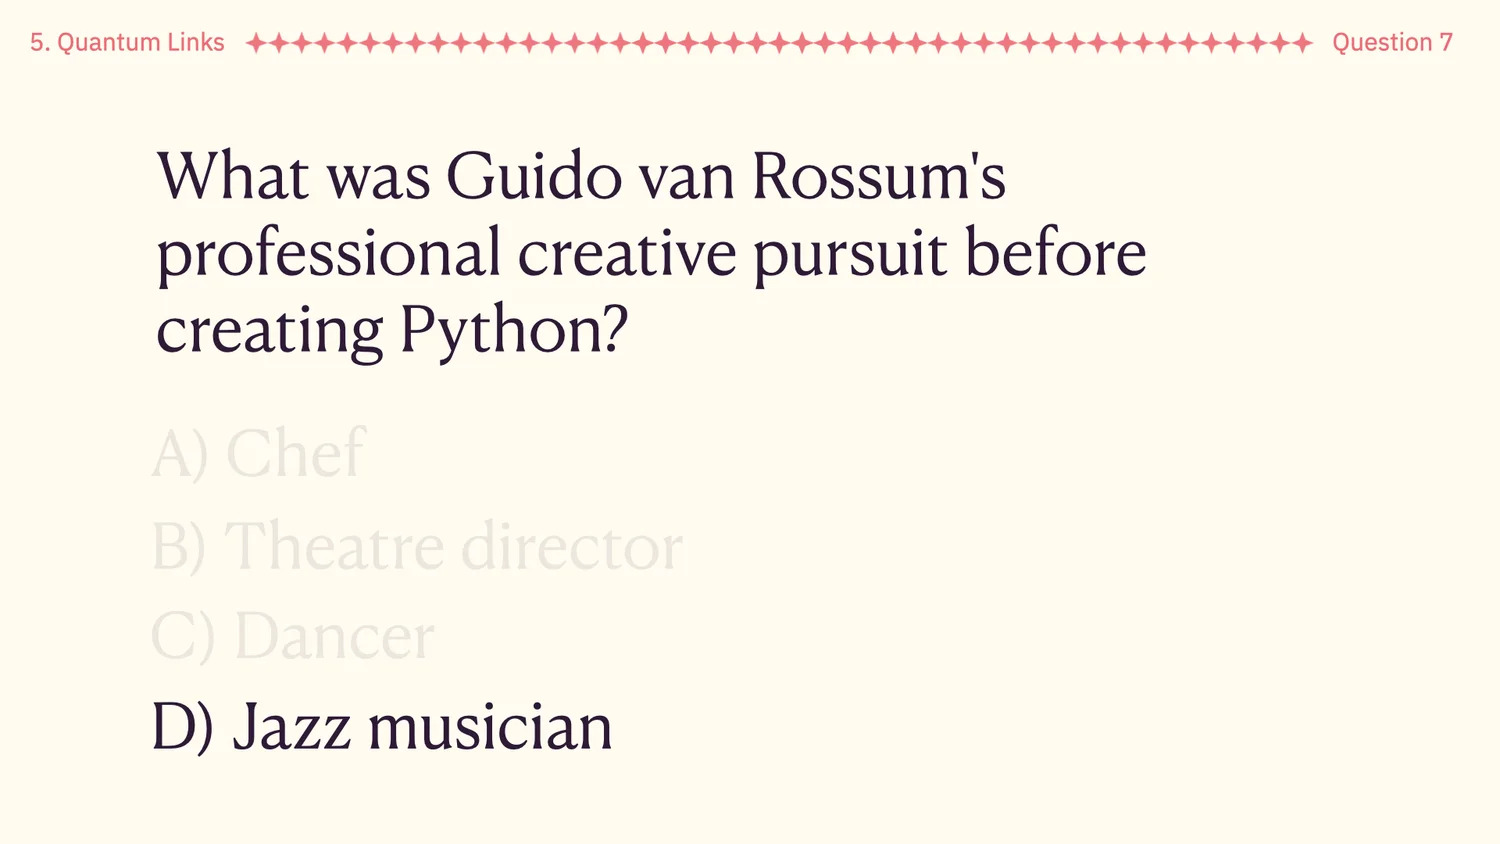 5. Quantum Links
Question 7
What was Guido van Rossum's
professional creative pursuit before
creating Python?
A) Chef
B) Theatre director
C) Dancer
D) Jazz musician